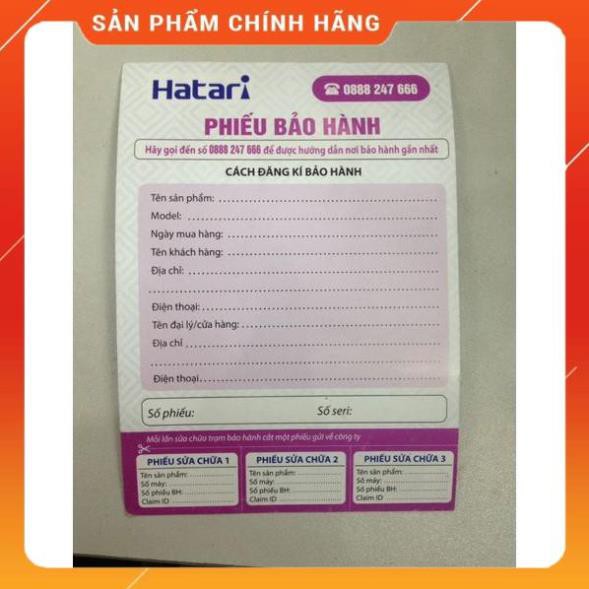 SẢN PHẨM CHÍNH HÃNG
Hatari
☎ 0888 247 666
PHIẾU BẢO HÀNH
Hãy gọi đến số 0888 247 666 để được hướng dẫn nơi bảo hành gần nhất
CÁCH ĐĂNG KÍ BẢO HÀNH
Tên sản phẩm:
Model:
Ngày mua hàng:
Tên khách hàng:
Địa chỉ:
Điện thoại:
Tên đại lý/cửa hàng:
Địa chỉ
Điện thoại
Số phiếu: Số seri:
Mỗi lần sửa chữa trạm bảo hành cắt một phiếu gửi về công ty
PHIẾU SỬA CHỮA 1
Tên sản phẩm:
Số máy:
Số phiếu BH:
Claim ID
PHIẾU SỬA CHỮA 2
Tên sản phẩm:
Số máy:
Số phiếu BH:
Claim ID
PHIẾU SỬA CHỮA 3
Tên sản phẩm:
Số máy:
Số phiếu BH:
Claim ID